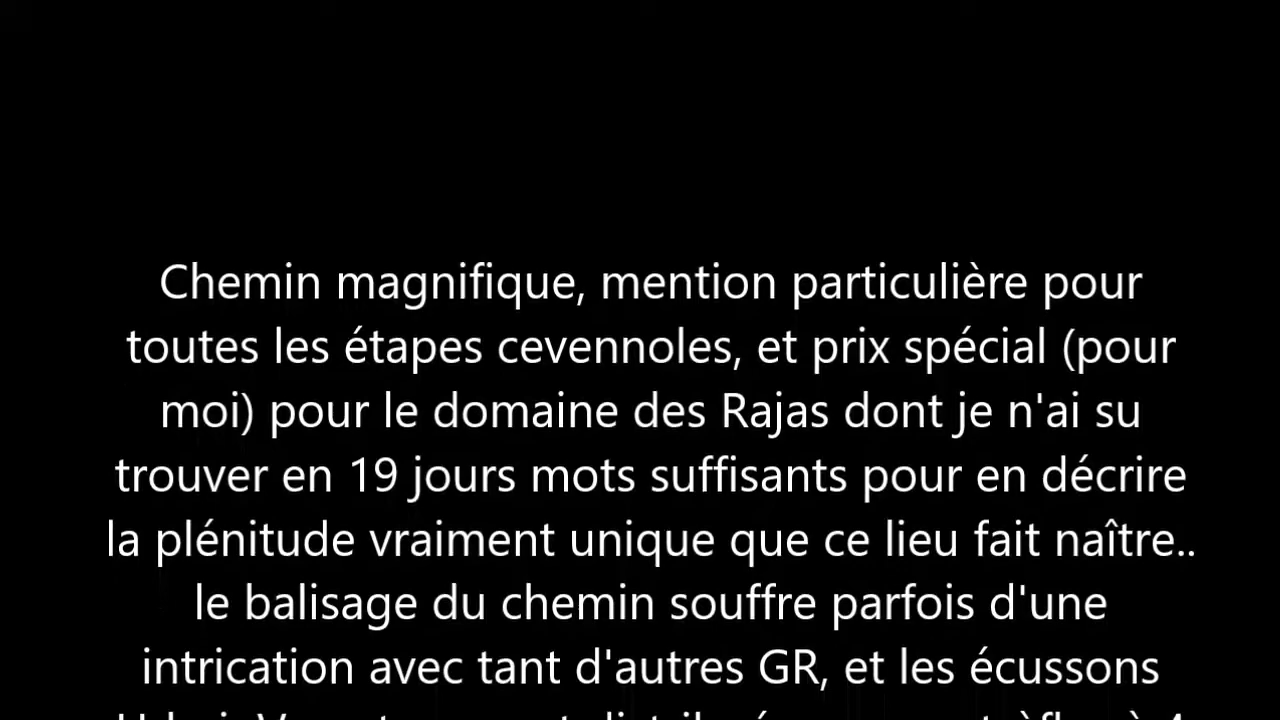 Chemin magnifique, mention particulière pour
toutes les étapes cevennoles, et prix spécial (pour
moi) pour le domaine des Rajas dont je n'ai su
trouver en 19 jours mots suffisants pour en décrire
la plénitude vraiment unique que ce lieu fait naître..
le balisage du chemin souffre parfois d'une
intrication avec tant d'autres GR, et les écussons